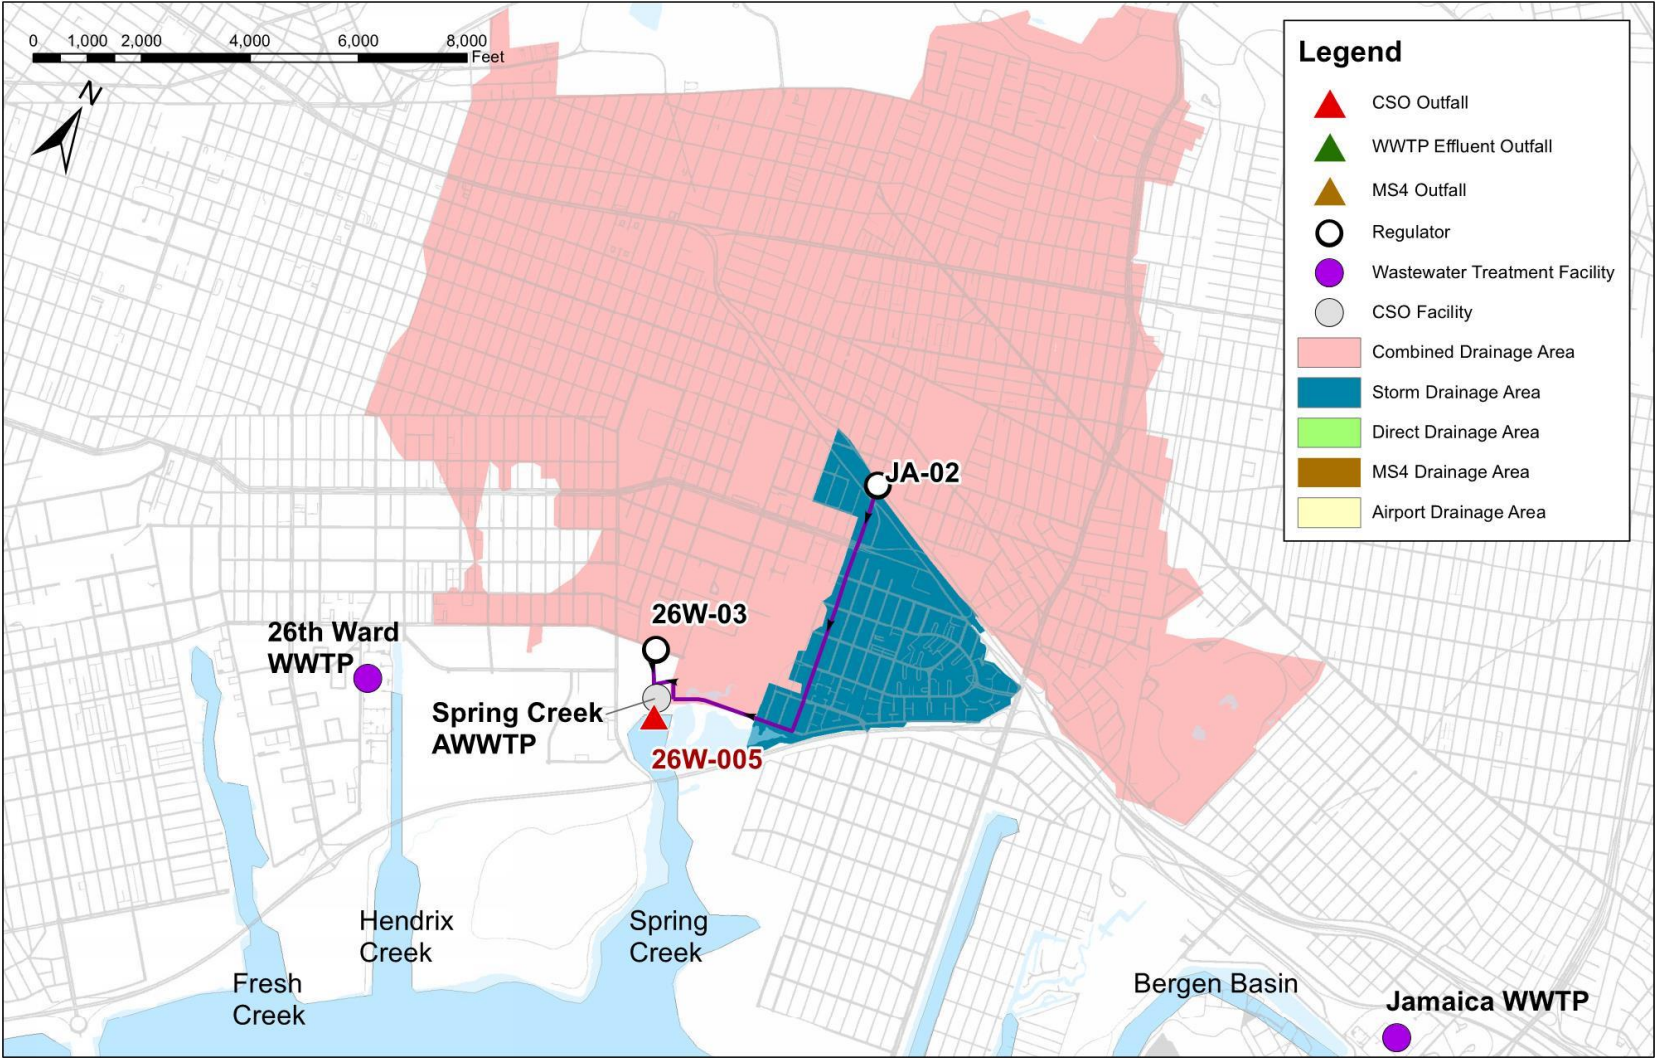 0 1,000 2,000 4,000 6,000 8,000
Feet
N
Legend
CSO Outfall
WWTP Effluent Outfall
MS4 Outfall
Regulator
Wastewater Treatment Facility
CSO Facility
Combined Drainage Area
Storm Drainage Area
Direct Drainage Area
MS4 Drainage Area
Airport Drainage Area
JA-02
26W-03
26th Ward
WWTP
Spring Creek
AWWTP
26W-005
Hendrix
Creek
Spring
Creek
Fresh
Creek
Bergen Basin
Jamaica WWTP